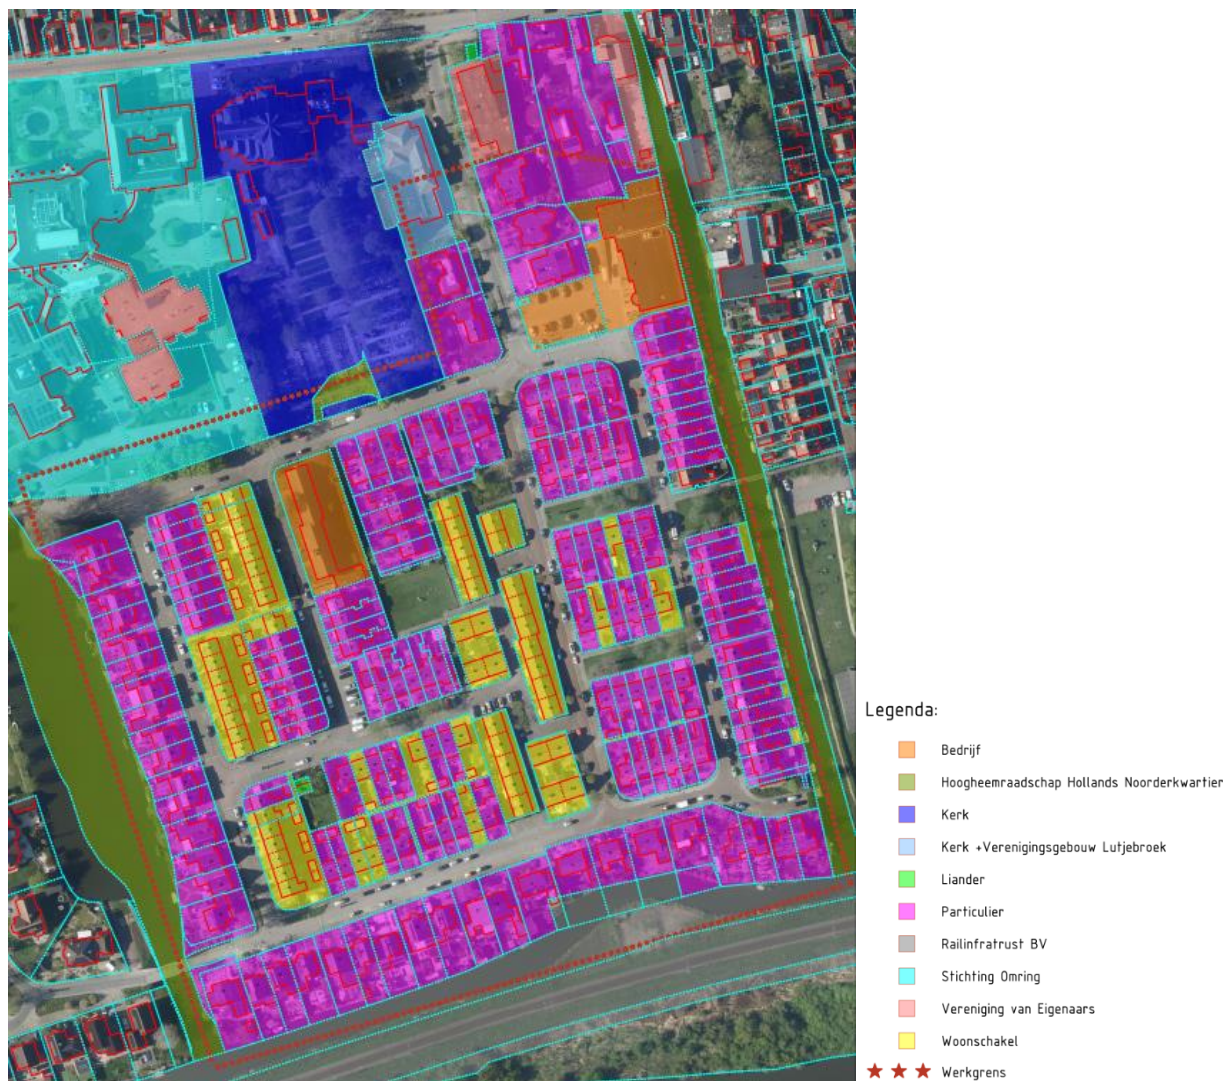 Legenda:
Bedrijf
Hoogheemraadschap Hollands Noorderkwartier
Kerk
Kerk +Verenigingsgebouw Lutjebroek
Liander
Particulier
Railinfratrust BV
Stichting Omring
Vereniging van Eigenaars
Woonschakel
Werkgrens